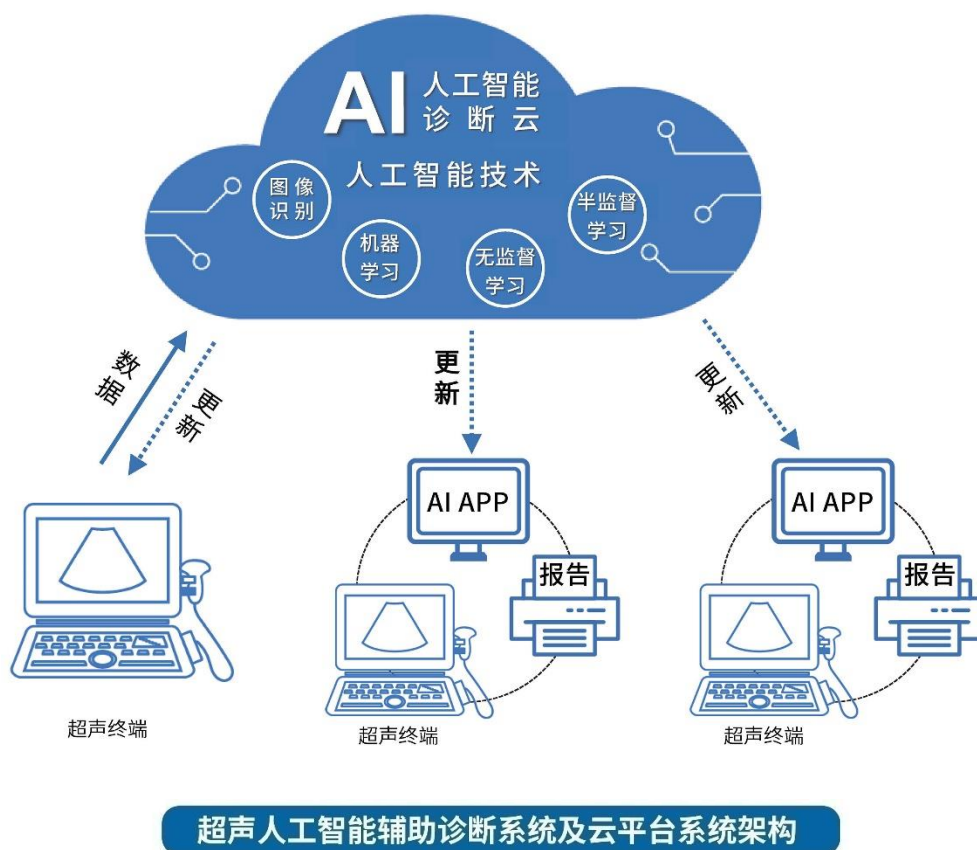 AI 人工智能
诊断云
人工智能技术
图像
识别
机器
学习
无监督
学习
半监督
学习
数据
更新
更新
更新
AI APP
报告
AI APP
报告
超声终端
超声终端
超声终端
超声人工智能辅助诊断系统及云平台系统架构